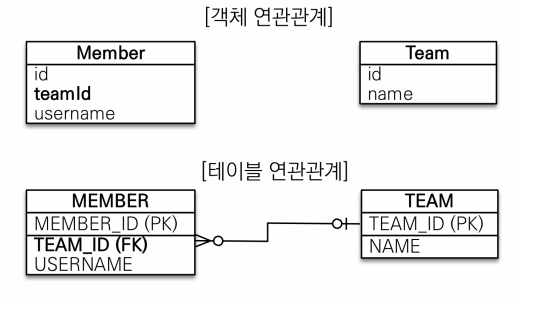 [객체 연관관계]
Member
id
teamId
username
Team
id
name
[테이블 연관관계]
MEMBER
MEMBER_ID (PK)
TEAM_ID (FK)
USERNAME
TEAM
TEAM_ID (PK)
NAME